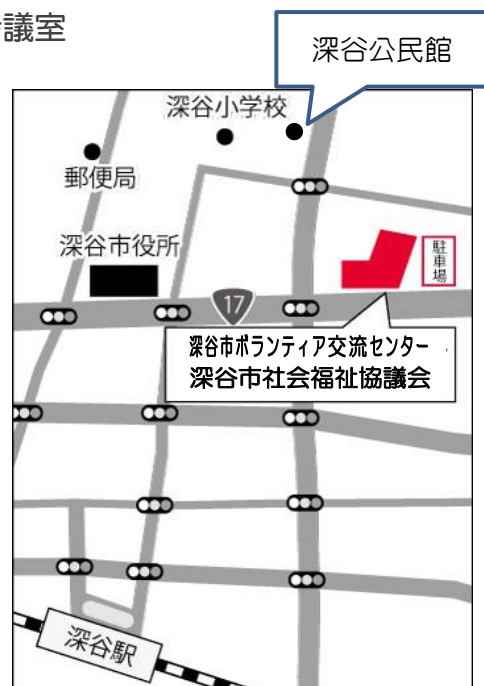 議室
深谷公民館
深谷小学校
郵便局
深谷市役所
駐車場
17
深谷市ボランティア交流センター
深谷市社会福祉協議会
深谷駅